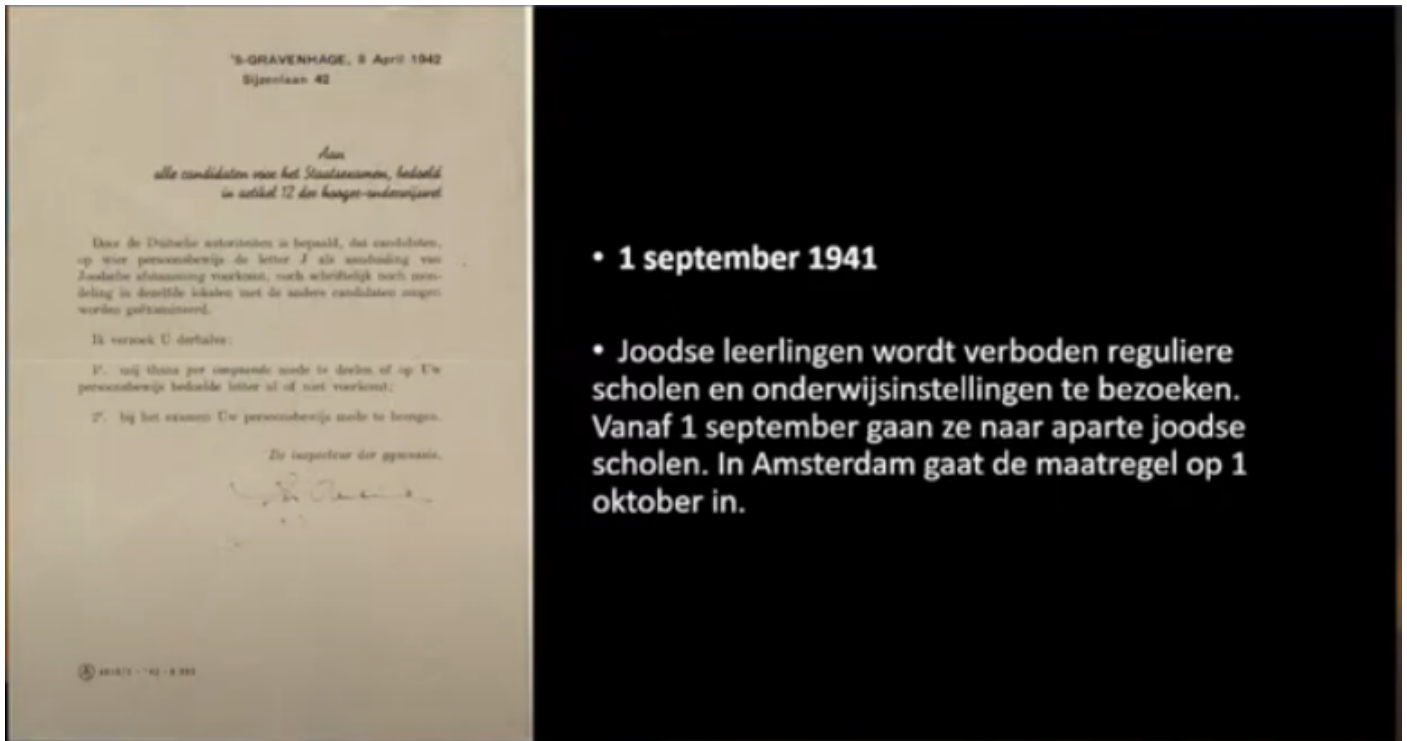 'S-GRAVENHAGE, 8 April 1942
Sijzenlaan 42
Aan
alle candidaten voor het Staatsexamen, bedoeld
in artikel 12 der hooger-onderwijswet
Door de Duitsche autoriteiten is bepaald, dat candidaten,
op wier persoonsbewijs de letter J als aanduiding van
Joodsche afstamming voorkomt, noch schriftelijk noch mon-
deling in dezelfde lokalen met de andere candidaten mogen
worden geëxamineerd.
Ik verzoek U derhalve:
1°. mij thans per omgaande mede te deelen of op Uw
persoonsbewijs bedoelde letter al of niet voorkomt;
2°. bij het examen Uw persoonsbewijs mede te brengen.
De inspecteur der gymnasia,
• 1 september 1941
• Joodse leerlingen wordt verboden reguliere
scholen en onderwijsinstellingen te bezoeken.
Vanaf 1 september gaan ze naar aparte joodse
scholen. In Amsterdam gaat de maatregel op 1
oktober in.